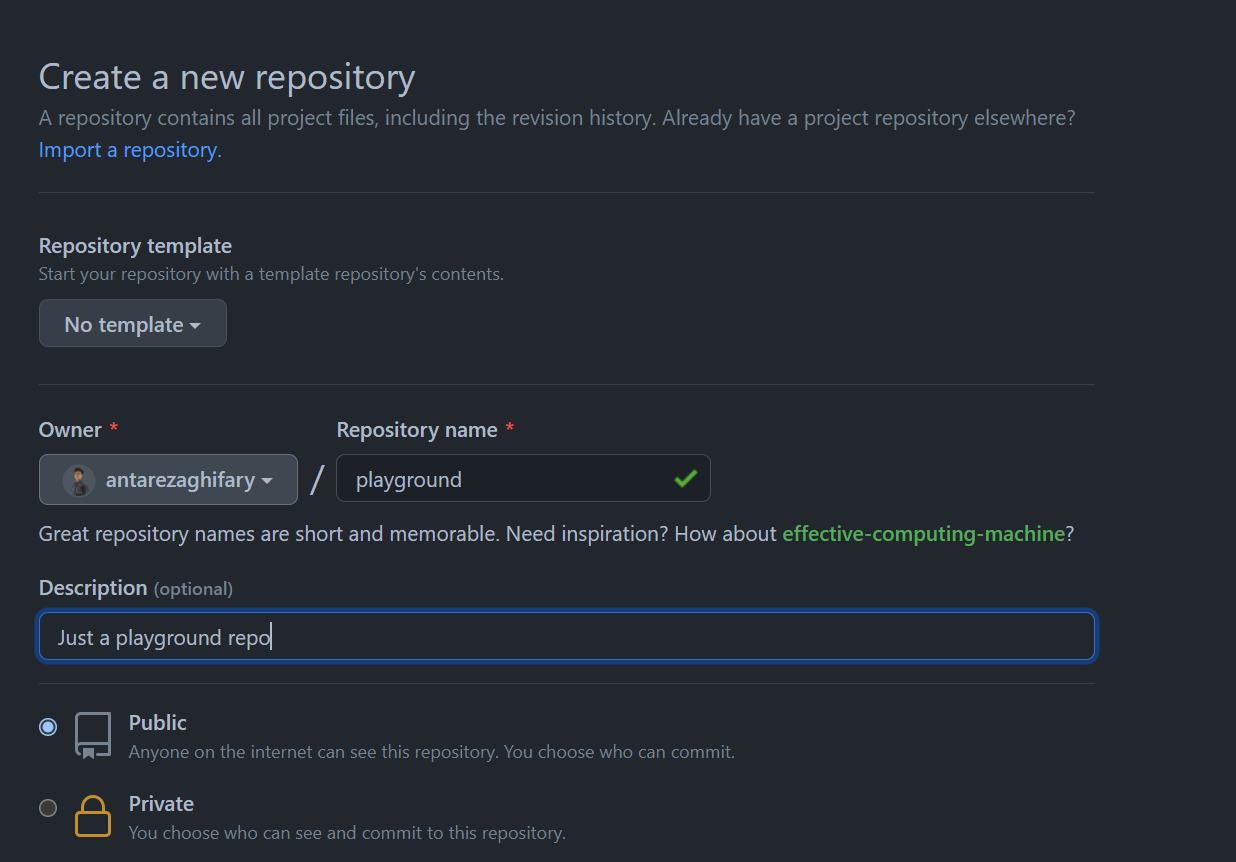 Create a new repository
A repository contains all project files, including the revision history. Already have a project repository elsewhere?
Import a repository.
Repository template
Start your repository with a template repository's contents.
No template
Owner * Repository name *
antarezaghifary / playground
Great repository names are short and memorable. Need inspiration? How about effective-computing-machine?
Description (optional)
Just a playground repo
Public
Anyone on the internet can see this repository. You choose who can commit.
Private
You choose who can see and commit to this repository.